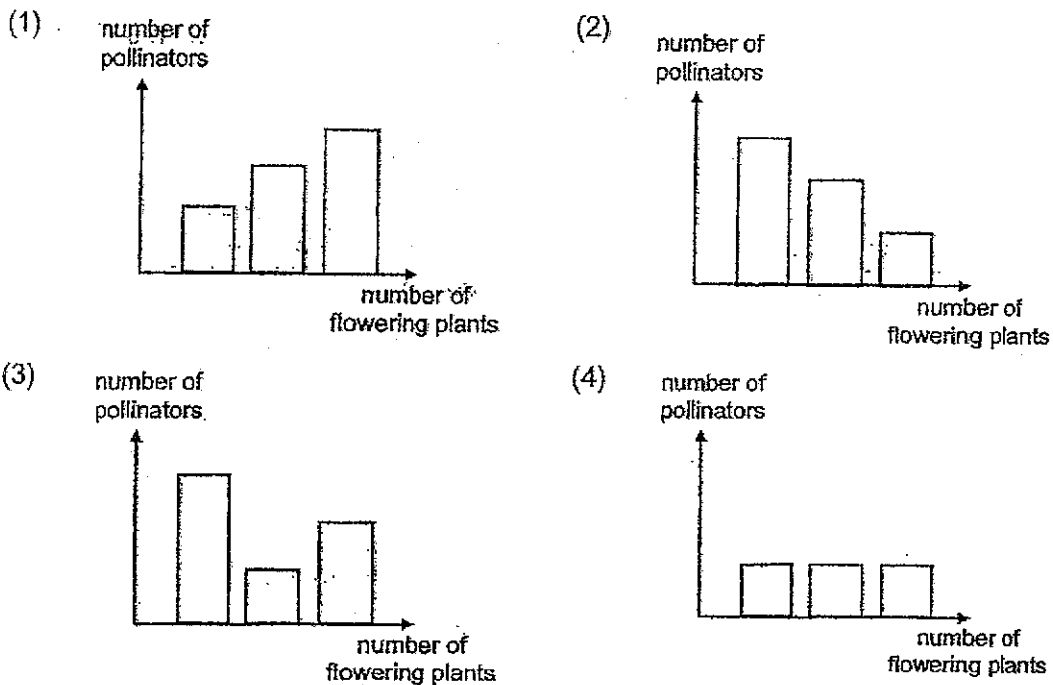 (1)
number of
pollinators
number of
flowering plants
(2)
number of
pollinators
number of
flowering plants
(3)
number of
pollinators
number of
flowering plants
(4)
number of
pollinators
number of
flowering plants